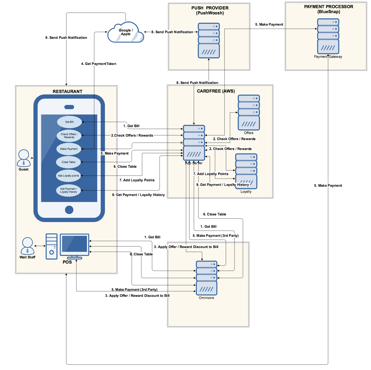 PUSH PROVIDER
(PushWoosh)
PAYMENT PROCESSOR
(BlueSnap)
Google /
Apple
9. Send Push Notification
9. Send Push Notification
5. Make Payment
4. Get PaymentToken
Payment Gateway
9. Send Push Notification
RESTAURANT
CARDFREE (AWS)
Get Bill
Check Offers /
Rewards
Make Payment
Close Table
Add Loyalty points
Get Payment /
Loyalty History
1. Get Bill
2.Check Offers / Rewards
5. Make Payment
6. Close Table
7. Add Loyalty Points
8. Get Payment / Loyalty History
Offers
2. Check Offers / Rewards
2. Check Offers / Rewards
7. Add Loyalty Points
8. Get Payment / Loyalty History
Loyalty
Guest
5. Make Payment
6. Close Table
1. Get Bill
5. Make Payment (3rd Party)
Wait Staff
POS
1. Get Bill
3. Apply Offer / Reward Discount to Bill
6. Close Table
5. Make Payment (3rd Party)
3. Apply Offer / Reward Discount to Bill
Omnivore